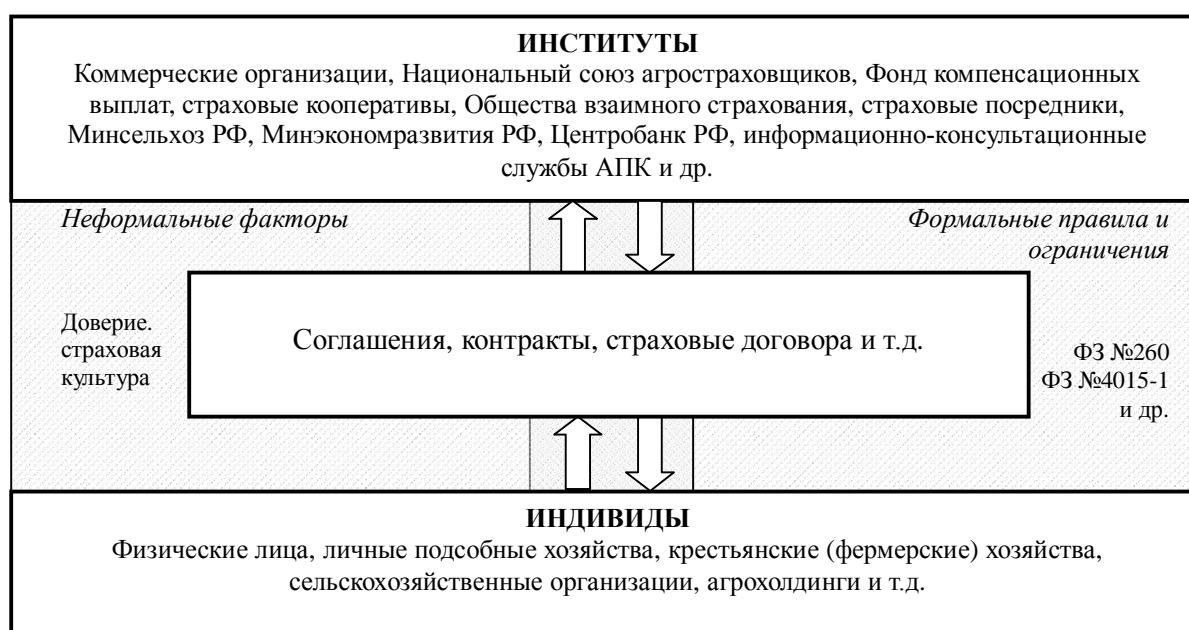 ИНСТИТУТЫ
Коммерческие организации, Национальный союз агростраховщиков, Фонд компенсационных
выплат, страховые кооперативы, Общества взаимного страхования, страховые посредники,
Минсельхоз РФ, Минэкономразвития РФ, Центробанк РФ, информационно-консультационные
службы АПК и др.
Неформальные факторы
Формальные правила и
ограничения
Доверие.
страховая
культура
Соглашения, контракты, страховые договора и т.д.
ФЗ №260
ФЗ №4015-1
и др.
ИНДИВИДЫ
Физические лица, личные подсобные хозяйства, крестьянские (фермерские) хозяйства,
сельскохозяйственные организации, агрохолдинги и т.д.